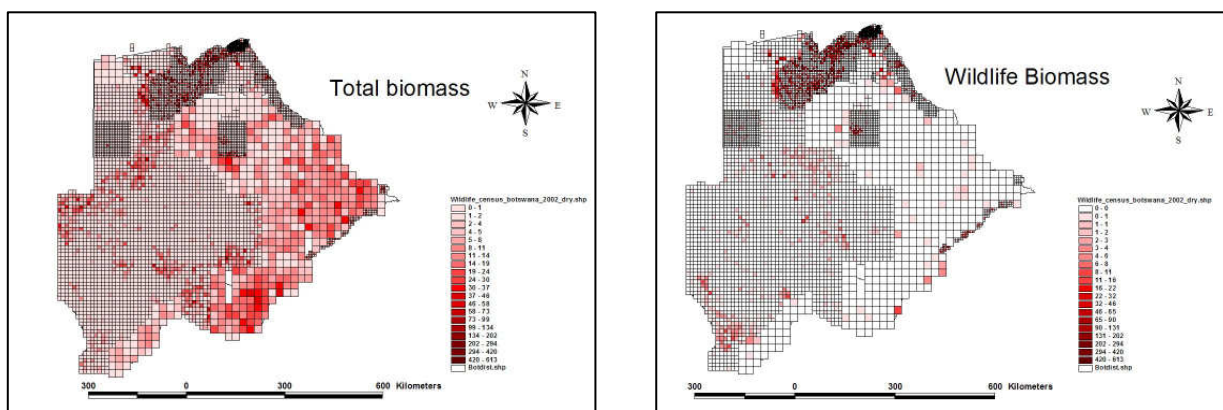 Total biomass
N
W E
S
Wildlife_census_botswana_2002_dry.shp
0 - 1
1 - 2
2 - 4
4 - 5
5 - 8
8 - 11
11 - 14
14 - 19
19 - 24
24 - 30
30 - 37
37 - 46
46 - 58
58 - 73
73 - 99
99 - 134
134 - 202
202 - 294
294 - 420
420 - 613
Botdist.shp
300 0 300 600 Kilometers
Wildlife Biomass
N
W E
S
Wildlife_census_botswana_2002_dry.shp
0 - 0
0 - 1
1 - 1
1 - 2
2 - 3
3 - 4
4 - 6
6 - 8
8 - 11
11 - 16
16 - 22
22 - 32
32 - 46
46 - 65
65 - 90
90 - 131
131 - 202
202 - 294
294 - 420
420 - 613
Botdist.shp
300 0 300 600 Kilometers